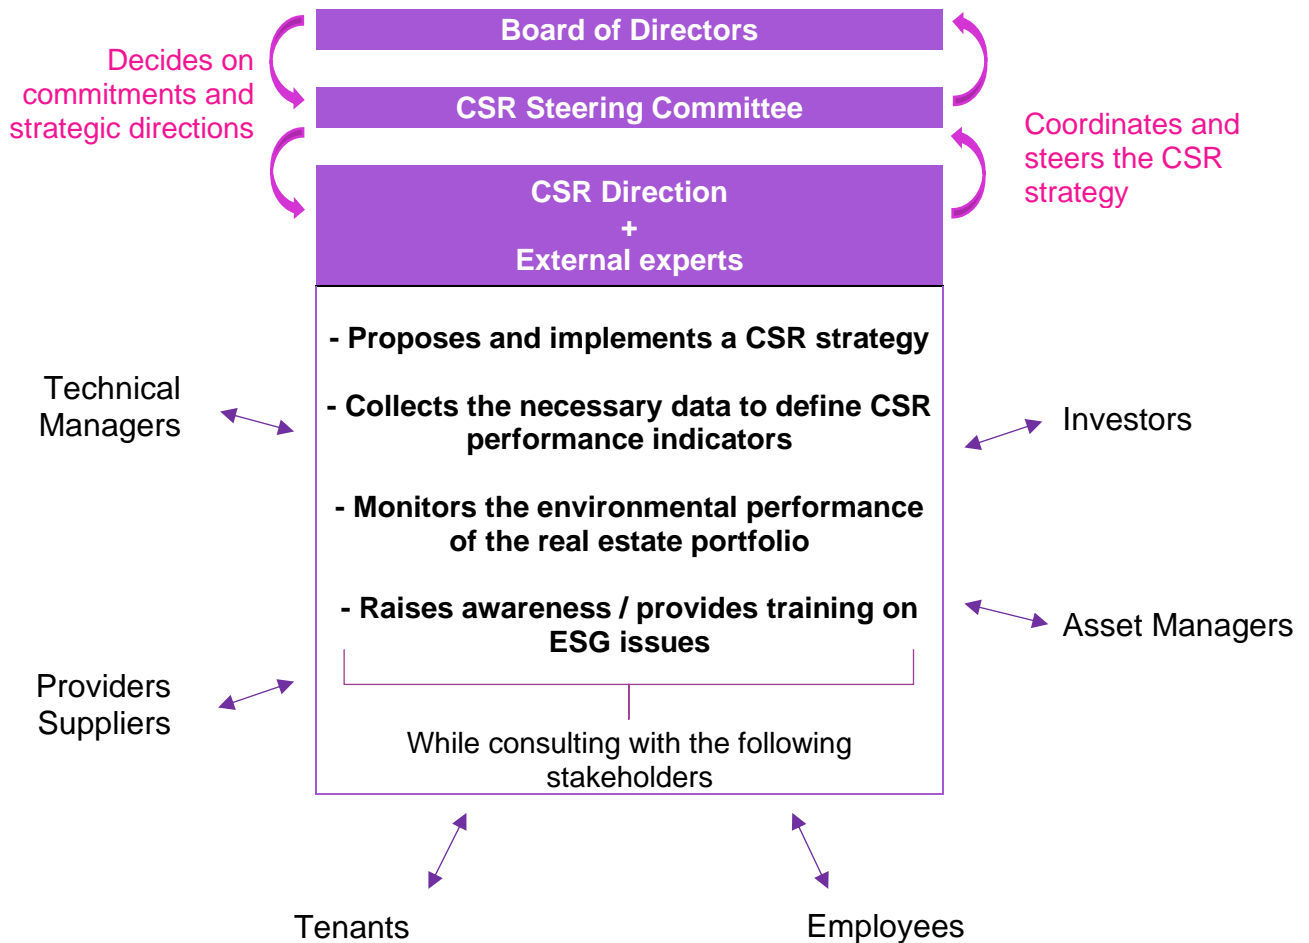 Board of Directors
Decides on
commitments and
strategic directions
CSR Steering Committee
Coordinates and
steers the CSR
strategy
CSR Direction
+
External experts
- Proposes and implements a CSR strategy
- Collects the necessary data to define CSR
performance indicators
- Monitors the environmental performance
of the real estate portfolio
- Raises awareness / provides training on
ESG issues
While consulting with the following
stakeholders
Technical
Managers
Investors
Asset Managers
Providers
Suppliers
Tenants
Employees